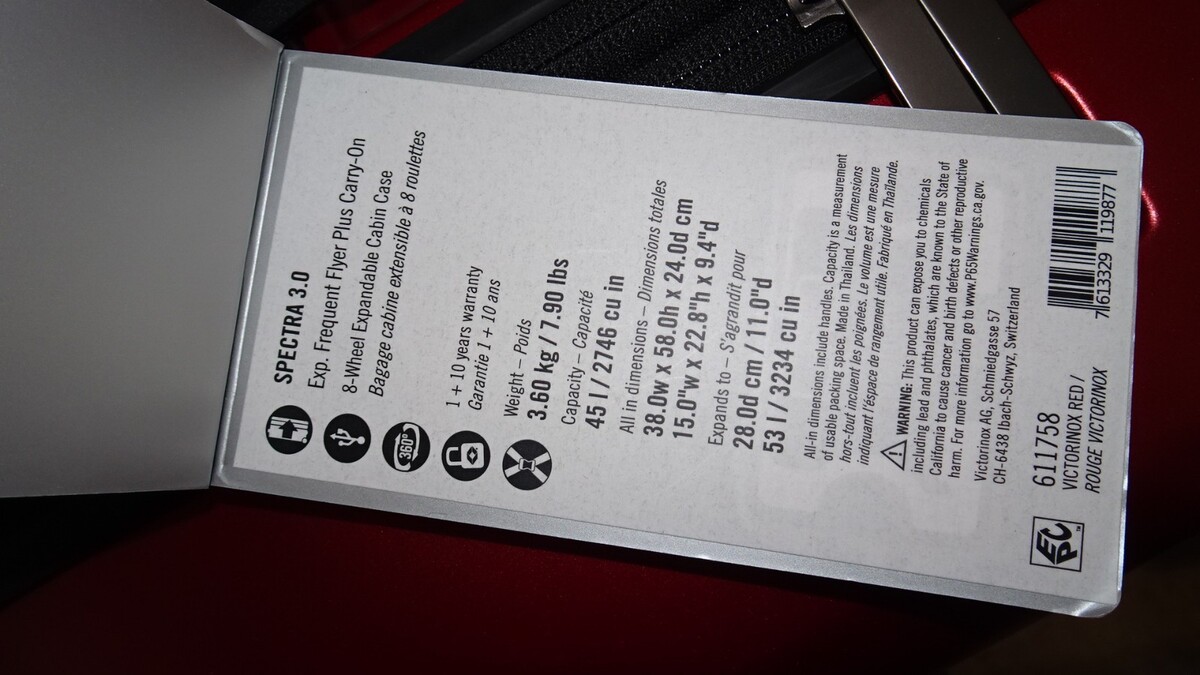 SPECTRA 3.0
Exp. Frequent Flyer Plus Carry-On
8-Wheel Expandable Cabin Case
Bagage cabine extensible à 8 roulettes
360°
1 + 10 years warranty
Garantie 1 + 10 ans
Weight – Poids
3.60 kg / 7.90 lbs
Capacity – Capacité
45 l / 2746 cu in
All in dimensions – Dimensions totales
38.0w x 58.0h x 24.0d cm
15.0"w x 22.8"h x 9.4"d
Expands to – S'agrandit pour
28.0d cm / 11.0"d
53 l / 3234 cu in
All-in dimensions include handles. Capacity is a measurement
of usable packing space. Made in Thailand. Les dimensions
hors-tout incluent les poignées. Le volume est une mesure
indiquant l'éspace de rangement utile. Fabriqué en Thaïlande.
WARNING: This product can expose you to chemicals
including lead and phthalates, which are known to the State of
California to cause cancer and birth defects or other reproductive
harm. For more information go to www.P65Warnings.ca.gov.
Victorinox AG, Schmiedgasse 57
CH-6438 Ibach-Schwyz, Switzerland
611758
VICTORINOX RED /
ROUGE VICTORINOX
7 613329 119877
EC
PC